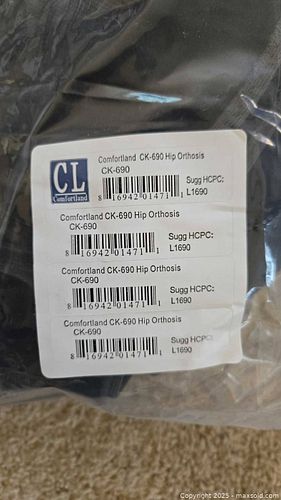 CL
Comfortland
Comfortland CK-690 Hip Orthosis
CK-690
Sugg HCPC:
8 16942 01471 1
L1690
Comfortland CK-690 Hip Orthosis
CK-690
Sugg HCPC:
8 16942 01471 1
L1690
Comfortland CK-690 Hip Orthosis
CK-690
Sugg HCPC:
8 16942 01471 1
L1690
Comfortland CK-690 Hip Orthosis
CK-690
Sugg HCPC:
8 16942 01471 1
L1690
Copyright 2025 - maxsold.com